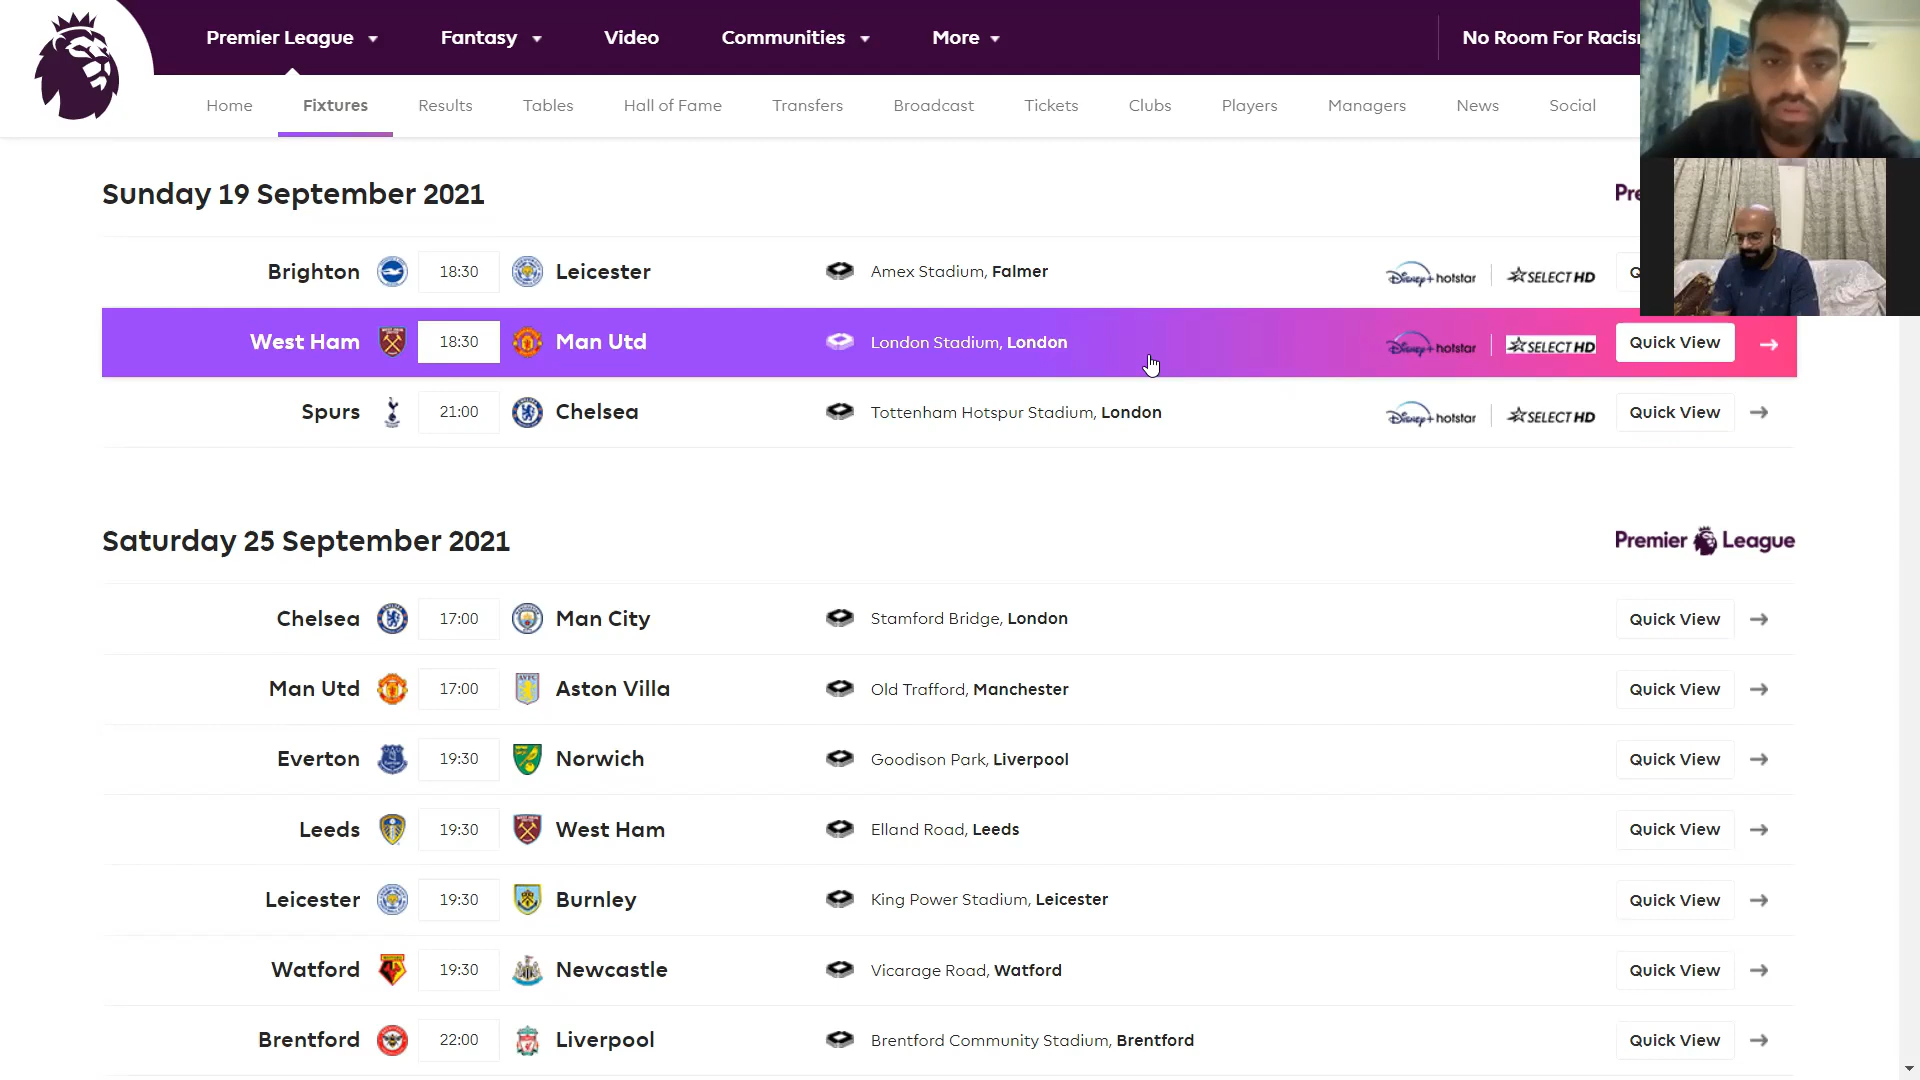 Premier League Fantasy Video Communities More No Room For Racis
Home Fixtures Results Tables Hall of Fame Transfers Broadcast Tickets Clubs Players Managers News Social
Sunday 19 September 2021 Pre
Brighton 18:30 Leicester Amex Stadium, Falmer Disney+ hotstar SELECT HD Q
West Ham 18:30 Man Utd London Stadium, London Disney+ hotstar SELECT HD Quick View
Spurs 21:00 Chelsea Tottenham Hotspur Stadium, London Disney+ hotstar SELECT HD Quick View
Saturday 25 September 2021 Premier League
Chelsea 17:00 Man City Stamford Bridge, London Quick View
Man Utd 17:00 Aston Villa Old Trafford, Manchester Quick View
Everton 19:30 Norwich Goodison Park, Liverpool Quick View
Leeds 19:30 West Ham Elland Road, Leeds Quick View
Leicester 19:30 Burnley King Power Stadium, Leicester Quick View
Watford 19:30 Newcastle Vicarage Road, Watford Quick View
Brentford 22:00 Liverpool Brentford Community Stadium, Brentford Quick View